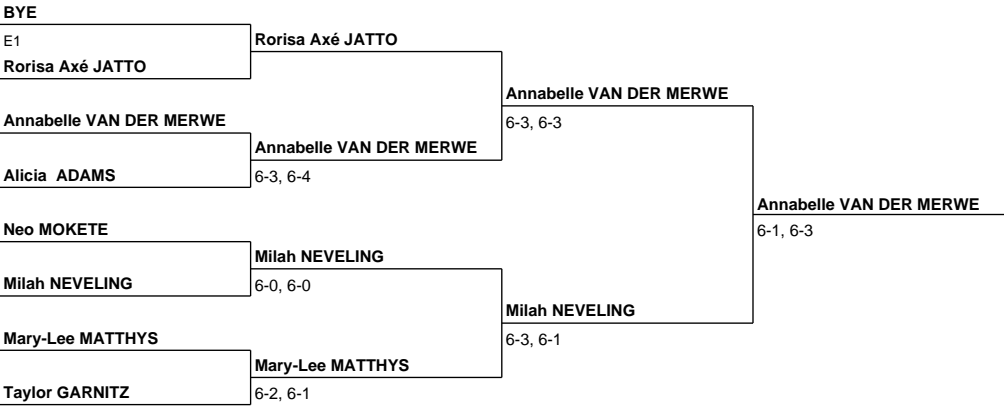 BYE
E1
Rorisa Axé JATTO
Rorisa Axé JATTO
Annabelle VAN DER MERWE
6-3, 6-3
Annabelle VAN DER MERWE
Annabelle VAN DER MERWE
6-3, 6-4
Alicia ADAMS
Annabelle VAN DER MERWE
6-1, 6-3
Neo MOKETE
Milah NEVELING
6-0, 6-0
Milah NEVELING
Milah NEVELING
6-3, 6-1
Mary-Lee MATTHYS
Mary-Lee MATTHYS
6-2, 6-1
Taylor GARNITZ